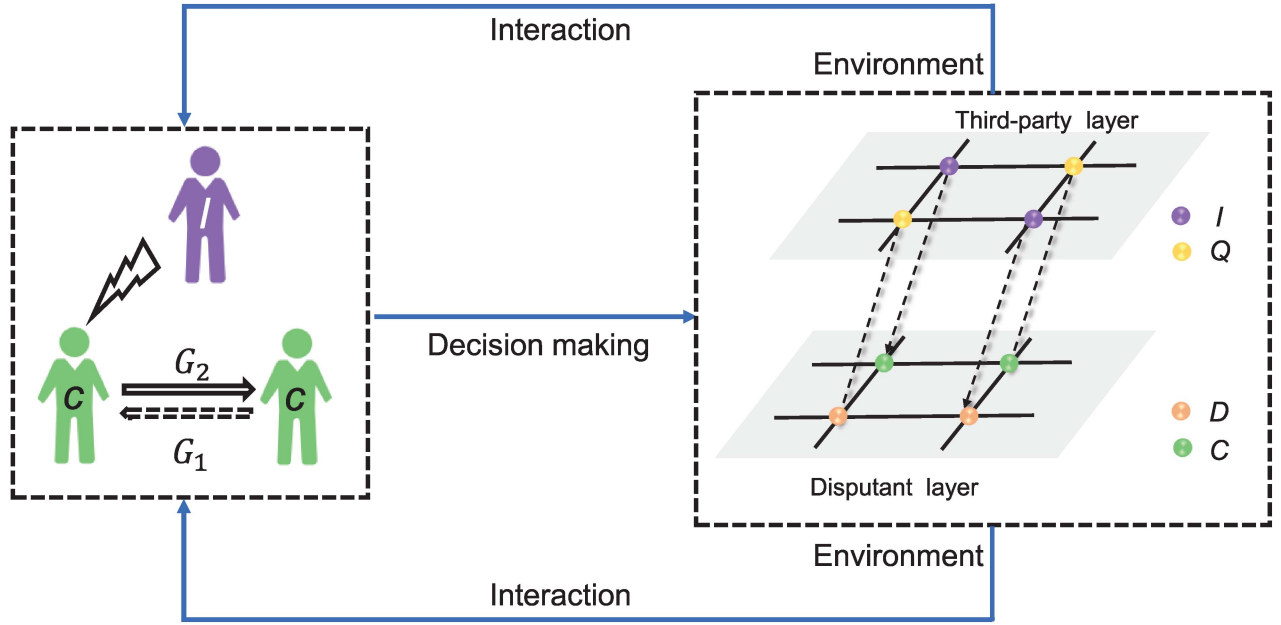 Interaction
Environment
Third-party layer
I
Q
G₂
C
C
G₁
Decision making
D
C
Disputant layer
Environment
Interaction